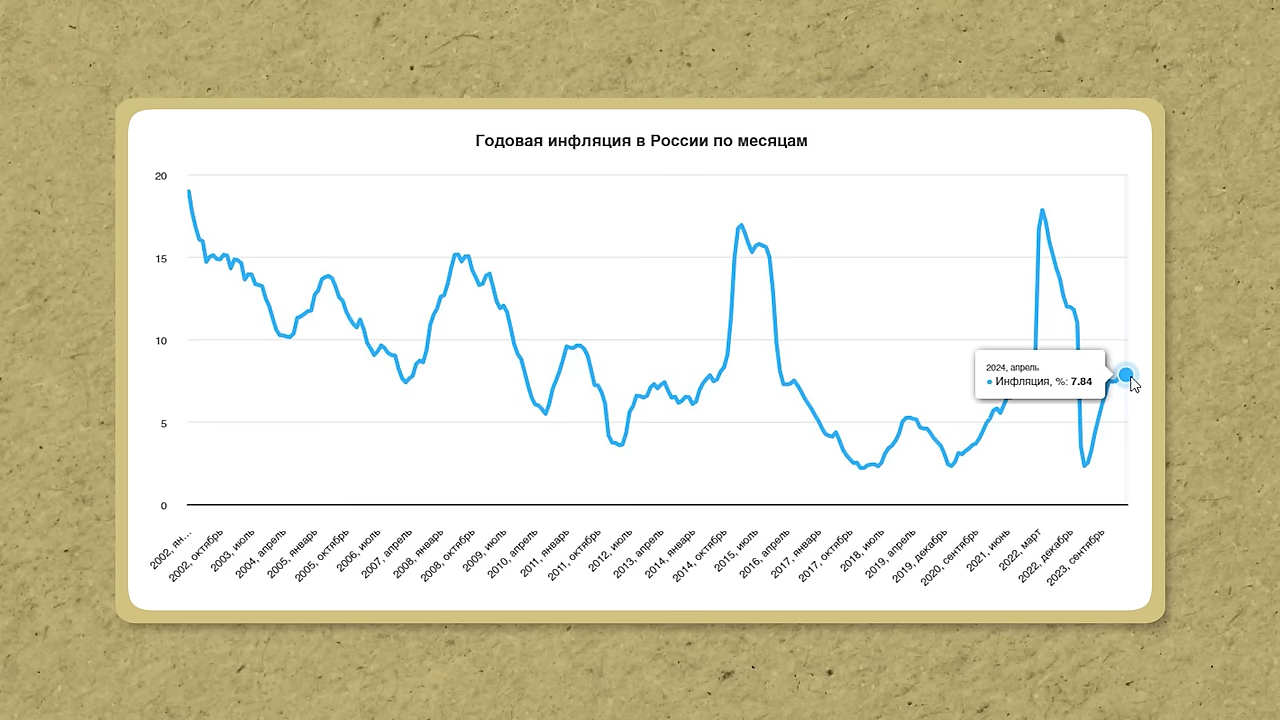 Годовая инфляция в России по месяцам
20
15
10
5
0
2024, апрель
Инфляция, %: 7.84
2002, ян...
2002, октябрь
2003, июль
2004, апрель
2005, январь
2005, октябрь
2006, июль
2007, апрель
2008, январь
2008, октябрь
2009, июль
2010, апрель
2011, январь
2011, октябрь
2012, июль
2013, апрель
2014, январь
2014, октябрь
2015, июль
2016, апрель
2017, январь
2017, октябрь
2018, июль
2019, апрель
2019, декабрь
2020, сентябрь
2021, июнь
2022, март
2022, декабрь
2023, сентябрь